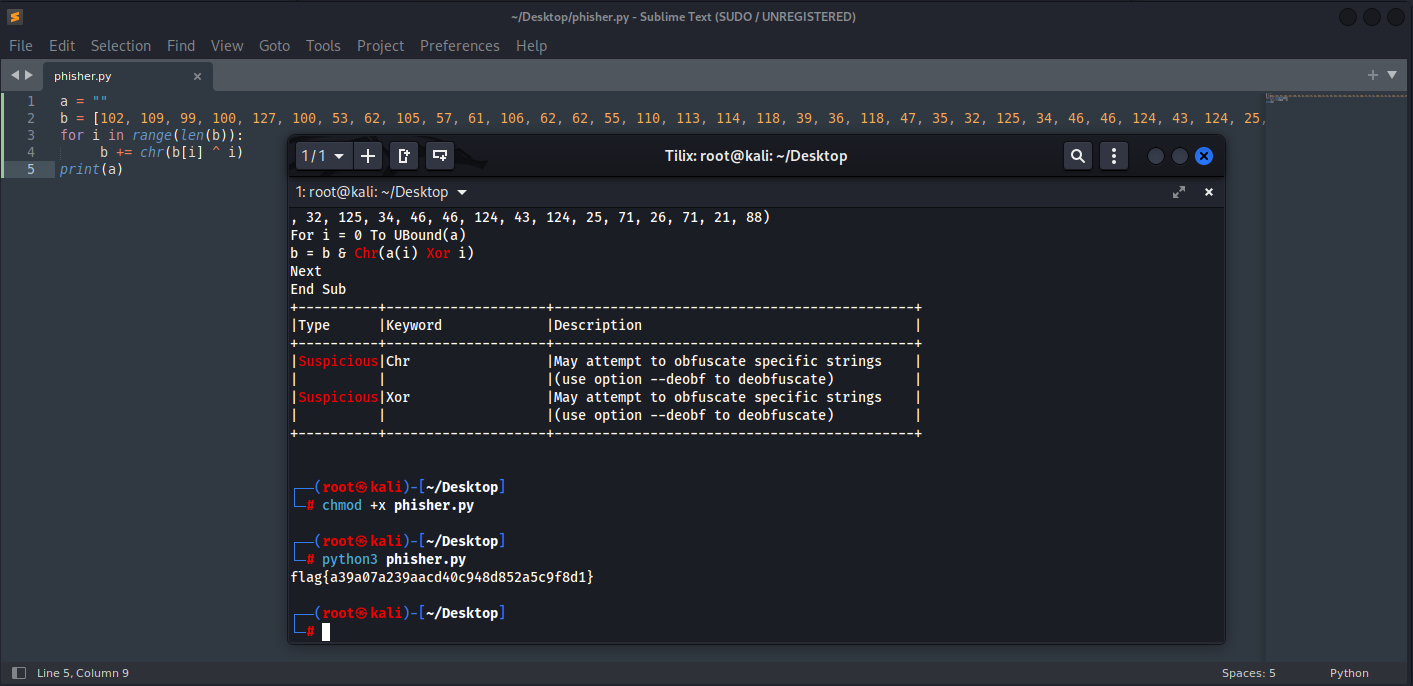 ~/Desktop/phisher.py - Sublime Text (SUDO / UNREGISTERED)
File Edit Selection Find View Goto Tools Project Preferences Help
phisher.py
1 a = ""
2 b = [102, 109, 99, 100, 127, 100, 53, 62, 105, 57, 61, 106, 62, 62, 55, 110, 113, 114, 118, 39, 36, 118, 47, 35, 32, 125, 34, 46, 46, 124, 43, 124, 25,
3 for i in range(len(b)):
4 b += chr(b[i] ^ i)
5 print(a)
1/1
Tilix: root@kali: ~/Desktop
1: root@kali: ~/Desktop
, 32, 125, 34, 46, 46, 124, 43, 124, 25, 71, 26, 71, 21, 88)
For i = 0 To UBound(a)
b = b & Chr(a(i) Xor i)
Next
End Sub
+----------+--------------------+---------------------------------------------+
|Type |Keyword |Description |
+----------+--------------------+---------------------------------------------+
|Suspicious|Chr |May attempt to obfuscate specific strings |
| | |(use option --deobf to deobfuscate) |
|Suspicious|Xor |May attempt to obfuscate specific strings |
| | |(use option --deobf to deobfuscate) |
+----------+--------------------+---------------------------------------------+
┌──(root㉿kali)-[~/Desktop]
└─# chmod +x phisher.py
┌──(root㉿kali)-[~/Desktop]
└─# python3 phisher.py
flag{a39a07a239aacd40c948d852a5c9f8d1}
┌──(root㉿kali)-[~/Desktop]
└─#
Line 5, Column 9
Spaces: 5
Python